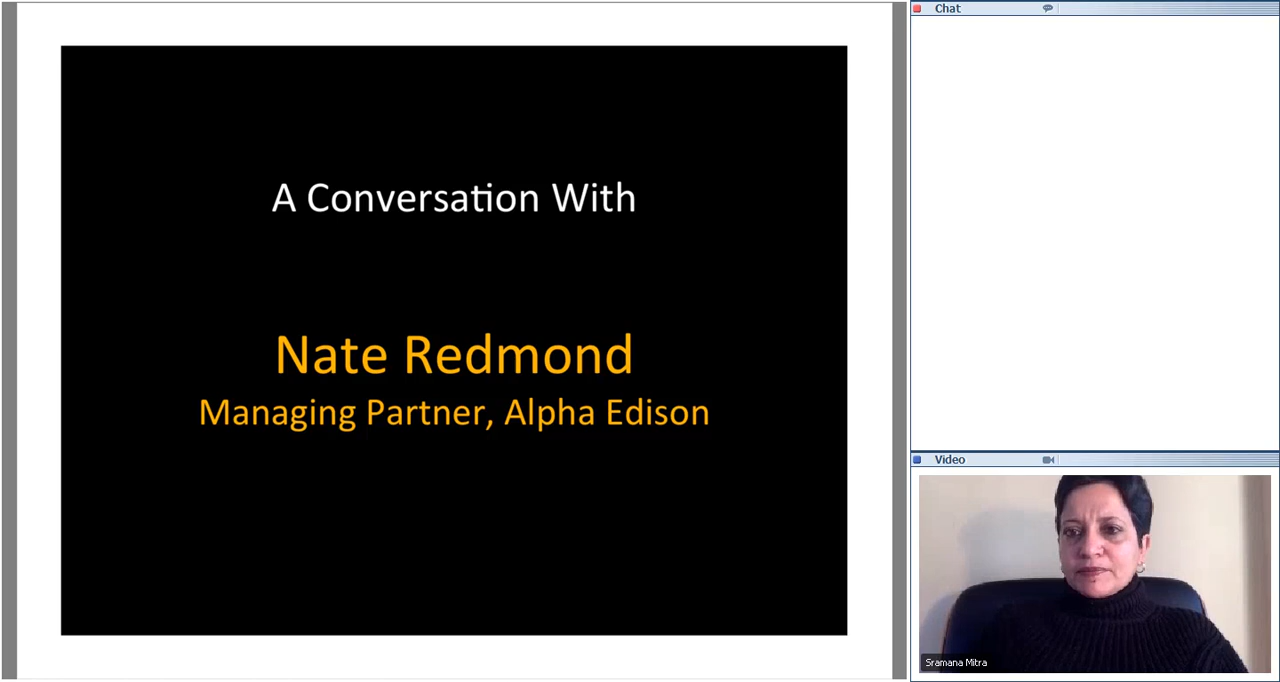 A Conversation With
Nate Redmond
Managing Partner, Alpha Edison
Chat
Video
Sramana Mitra